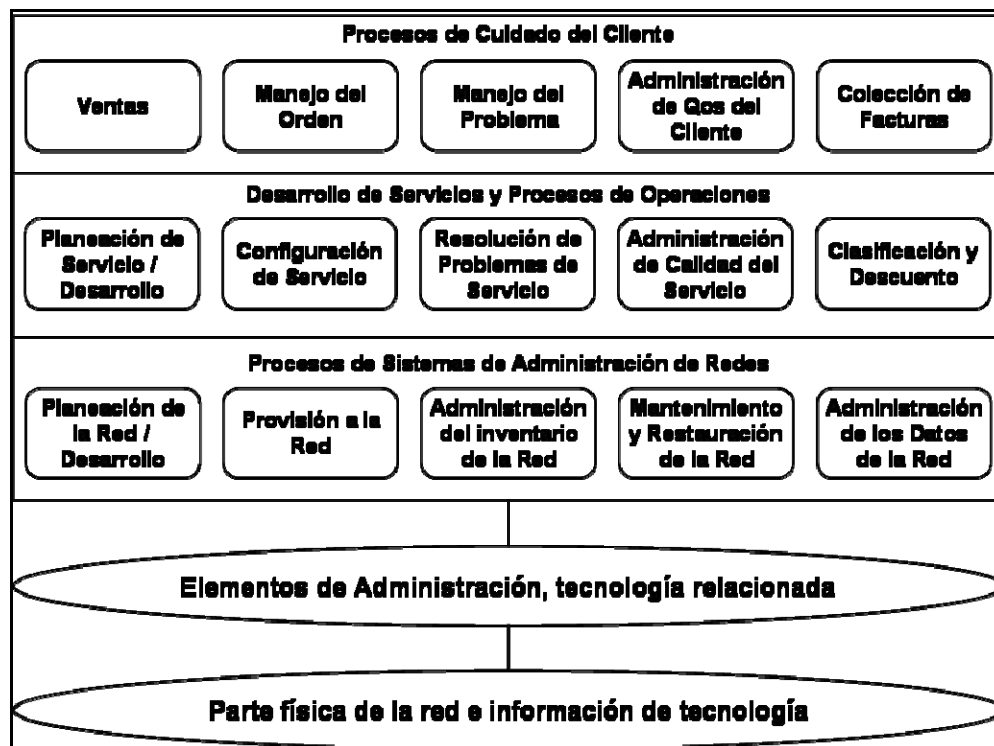 Procesos de Cuidado del Cliente
Ventas
Manejo del
Orden
Manejo del
Problema
Administración
de Qos del
Cliente
Colección de
Facturas
Desarrollo de Servicios y Procesos de Operaciones
Planeación de
Servicio /
Desarrollo
Configuración
de Servicio
Resolución de
Problemas de
Servicio
Administración
de Calidad del
Servicio
Clasificación y
Descuento
Procesos de Sistemas de Administración de Redes
Planeación de
la Red /
Desarrollo
Provisión a la
Red
Administración
del inventario
de la Red
Mantenimiento
y Restauración
de la Red
Administración
de los Datos
de la Red
Elementos de Administración, tecnología relacionada
Parte física de la red e información de tecnología